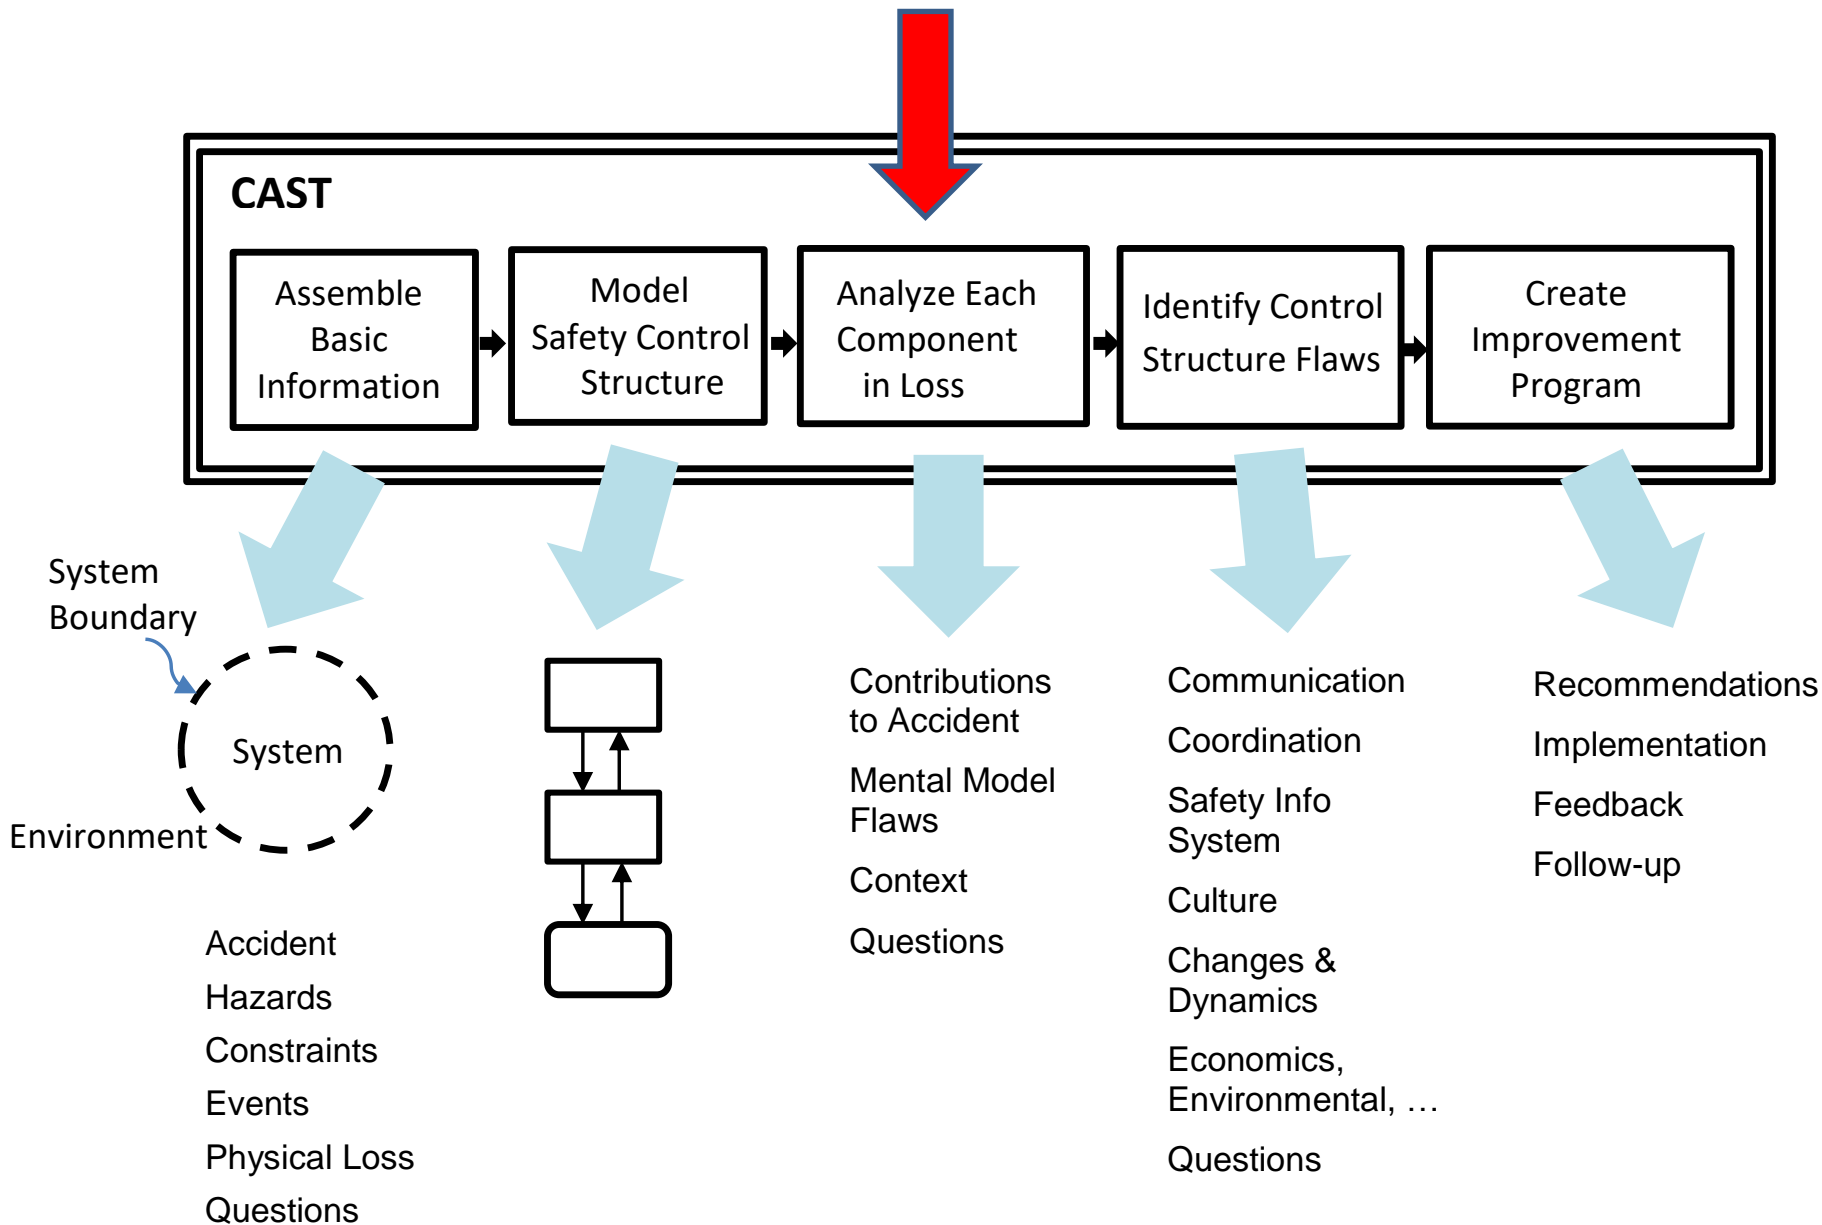 CAST
Assemble
Basic
Information
Model
Safety Control
Structure
Analyze Each
Component
in Loss
Identify Control
Structure Flaws
Create
Improvement
Program
System
Boundary
System
Environment
Accident
Hazards
Constraints
Events
Physical Loss
Questions
Contributions
to Accident
Mental Model
Flaws
Context
Questions
Communication
Coordination
Safety Info
System
Culture
Changes &
Dynamics
Economics,
Environmental, …
Questions
Recommendations
Implementation
Feedback
Follow-up